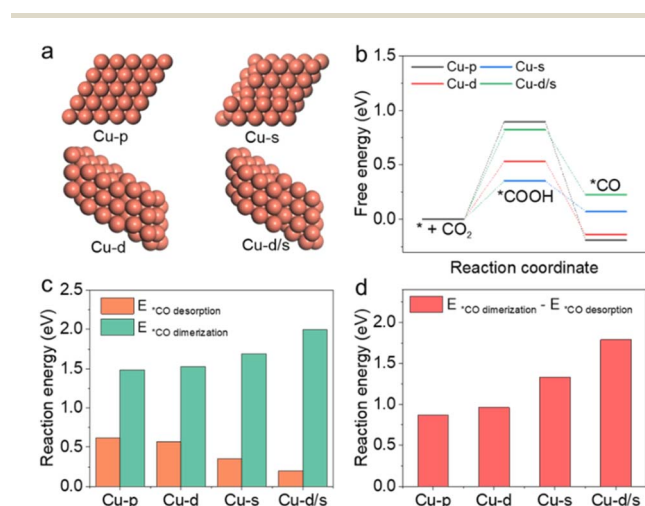 a
Cu-p
Cu-s
Cu-d
Cu-d/s
b
Free energy (eV)
1.5
1.0
0.5
0.0
Cu-p
Cu-s
Cu-d
Cu-d/s
* + CO₂
*COOH
*CO
Reaction coordinate
c
Reaction energy (eV)
2.5
2.0
1.5
1.0
0.5
0.0
E *CO desorption
E *CO dimerization
Cu-p
Cu-d
Cu-s
Cu-d/s
d
Reaction energy (eV)
2.0
1.5
1.0
0.5
0.0
E *CO dimerization - E *CO desorption
Cu-p
Cu-d
Cu-s
Cu-d/s